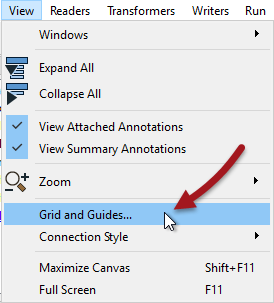 View Readers Transformers Writers Run
Windows
Expand All
Collapse All
View Attached Annotations
View Summary Annotations
Zoom
Grid and Guides...
Connection Style
Maximize Canvas Shift+F11
Full Screen F11